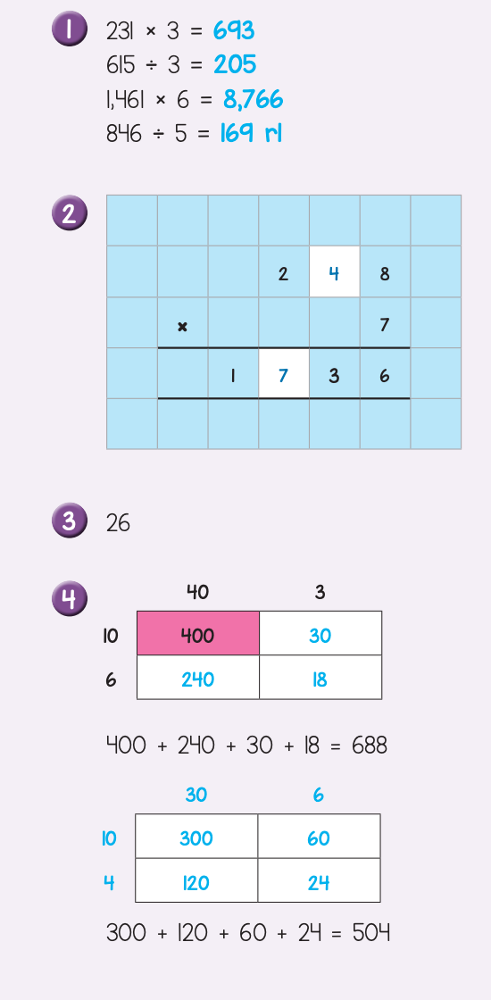 1
231 × 3 = 693
615 ÷ 3 = 205
1,461 × 6 = 8,766
846 ÷ 5 = 169 r1
2
2 4 8
× 7
1 7 3 6
3
26
4
40 3
10 400 30
6 240 18
400 + 240 + 30 + 18 = 688
30 6
10 300 60
4 120 24
300 + 120 + 60 + 24 = 504